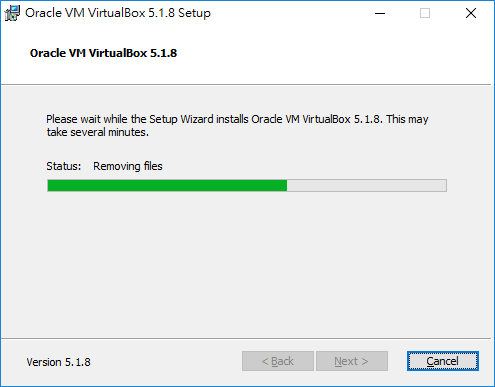 Oracle VM VirtualBox 5.1.8 Setup
Oracle VM VirtualBox 5.1.8
Please wait while the Setup Wizard installs Oracle VM VirtualBox 5.1.8. This may
take several minutes.
Status: Removing files
Version 5.1.8
< Back Next > Cancel